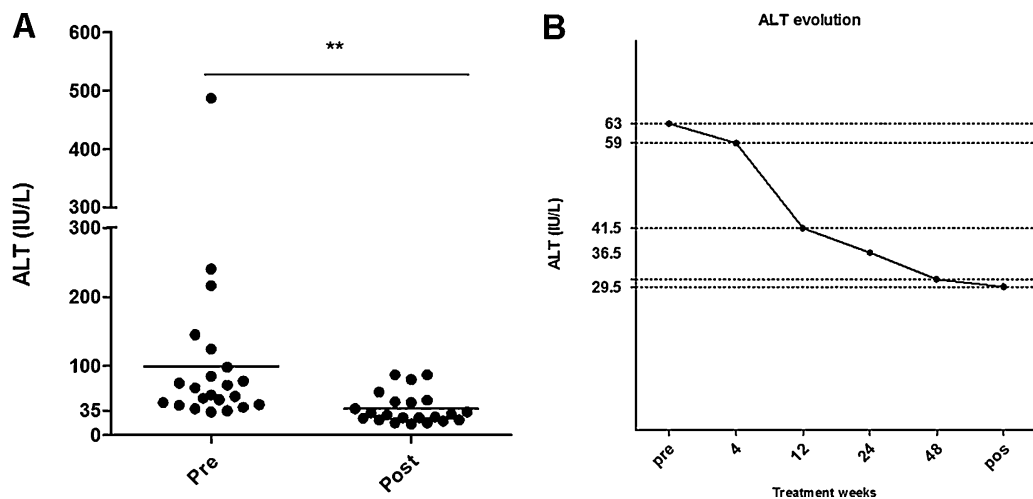 A
600
500
400
300
300
200
100
35
0
ALT (IU/L)
**
Pre
Post
B
ALT evolution
63
59
41.5
36.5
29.5
ALT (IU/L)
pre
4
12
24
48
pos
Treatment weeks